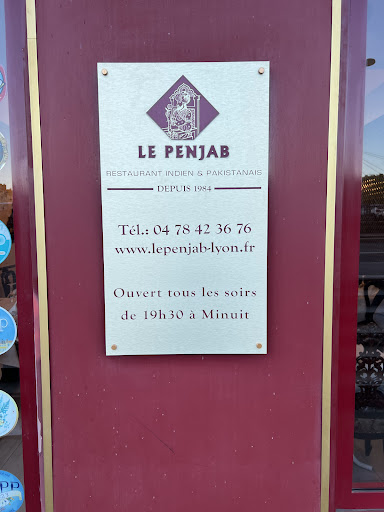 LE PENJAB
RESTAURANT INDIEN & PAKISTANAIS
DEPUIS 1984
Tél.: 04 78 42 36 76
www.lepenjab-lyon.fr
Ouvert tous les soirs
de 19h30 à Minuit